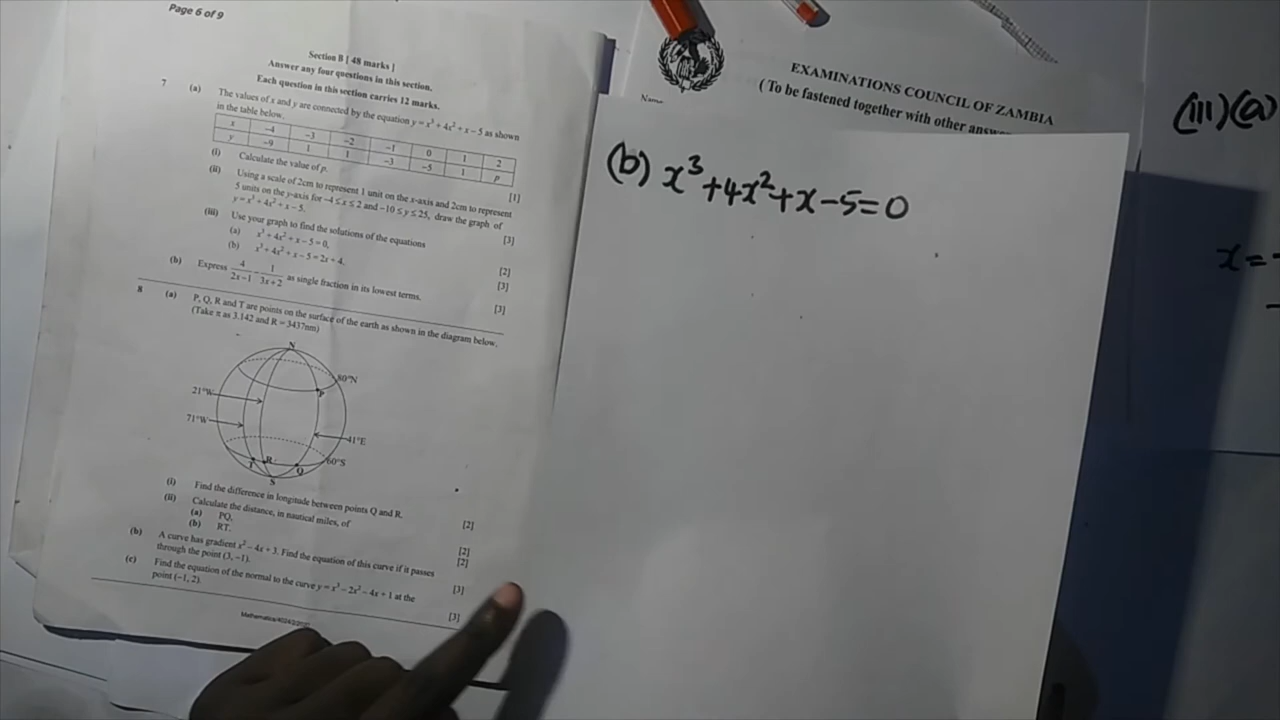 Page 6 of 9
Section B [ 48 marks ]
Answer any four questions in this section.
Each question in this section carries 12 marks.
7 (a) The values of x and y are connected by the equation y = x³ + 4x² + x − 5 as shown
in the table below.
x −4 −3 −2 −1 0 1 2
y −9 1 1 −3 −5 1 p
(i) Calculate the value of p. [1]
(ii) Using a scale of 2cm to represent 1 unit on the x-axis and 2cm to represent
5 units on the y-axis for −4 ≤ x ≤ 2 and −10 ≤ y ≤ 25, draw the graph of
y = x³ + 4x² + x − 5. [3]
(iii) Use your graph to find the solutions of the equations
(a) x³ + 4x² + x − 5 = 0, [2]
(b) x³ + 4x² + x − 5 = 2x + 4. [3]
(b) Express 4/(2x−1) − 1/(3x+2) as single fraction in its lowest terms. [3]
8 (a) P, Q, R and T are points on the surface of the earth as shown in the diagram below.
(Take π as 3.142 and R = 3437nm)
N
80°N
P
21°W
71°W
41°E
60°S
T R Q
S
(i) Find the difference in longitude between points Q and R. [2]
(ii) Calculate the distance, in nautical miles, of
(a) PQ, [2]
(b) RT. [2]
(b) A curve has gradient x² − 4x + 3. Find the equation of this curve if it passes
through the point (3, −1). [3]
(c) Find the equation of the normal to the curve y = x³ − 2x² − 4x + 1 at the
point (−1, 2). [3]
EXAMINATIONS COUNCIL OF ZAMBIA
( To be fastened together with other
Name
(b) x³+4x²+x−5=0
(iii)(a)
x=